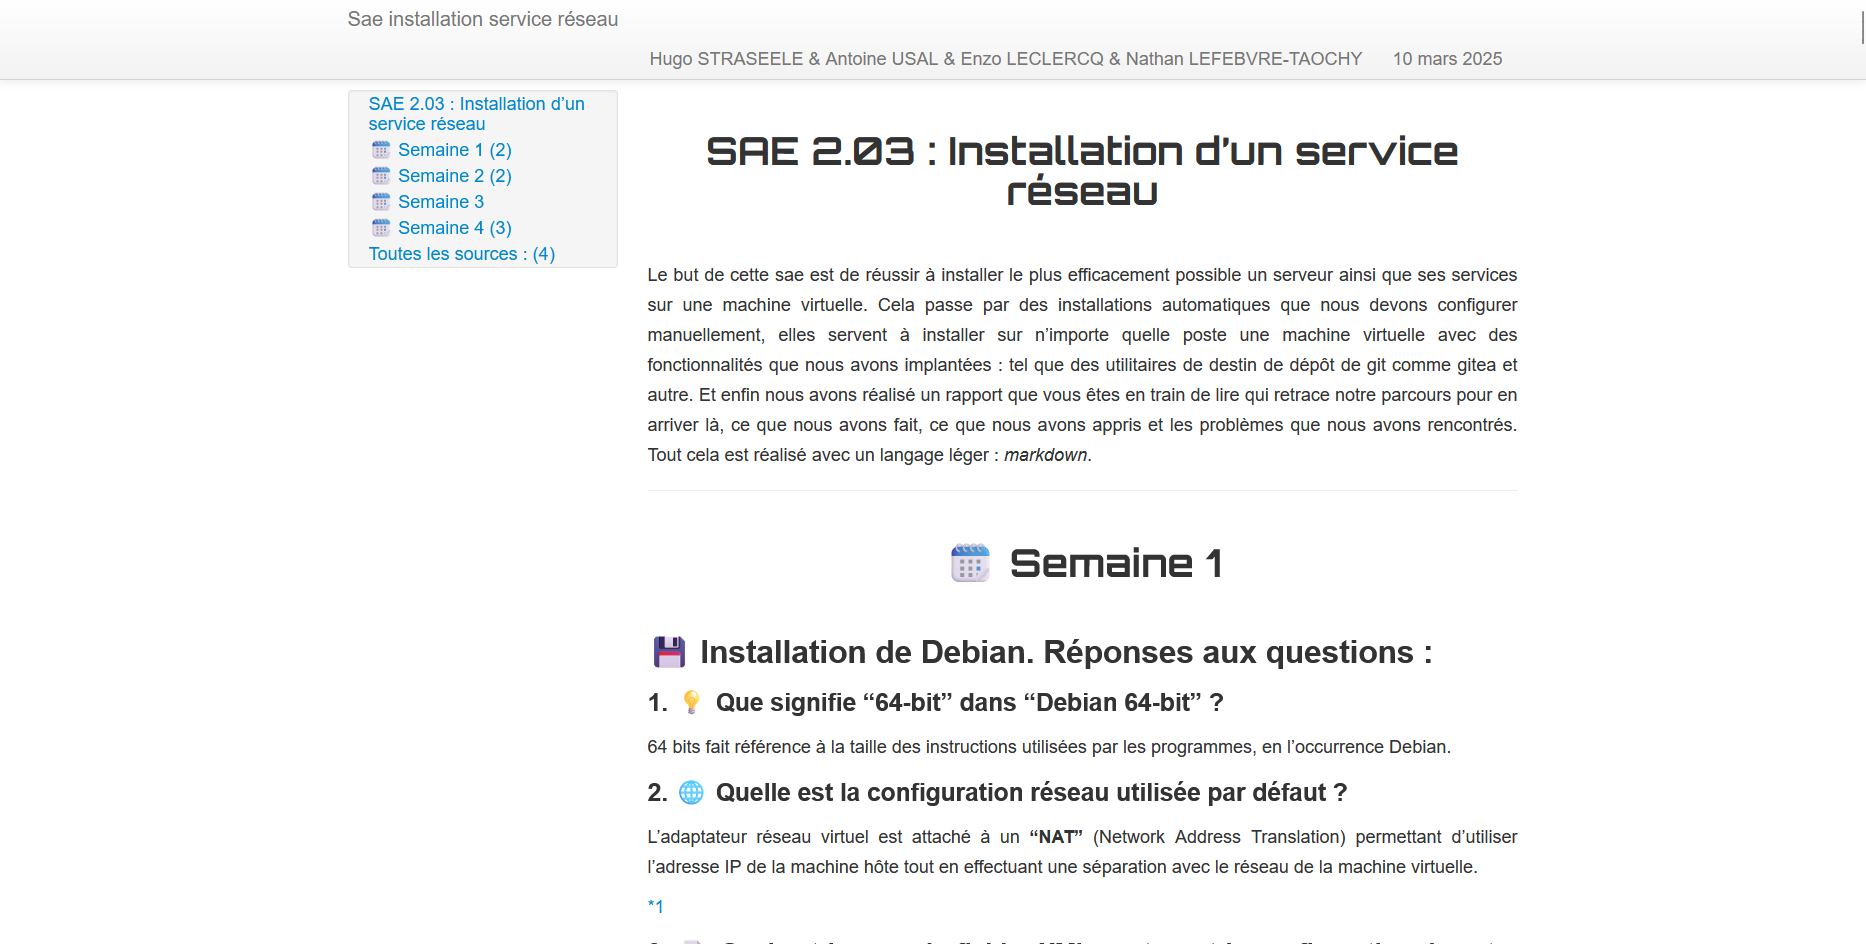 Sae installation service réseau
Hugo STRASEELE & Antoine USAL & Enzo LECLERCQ & Nathan LEFEBVRE-TAOCHY 10 mars 2025
SAE 2.03 : Installation d’un
service réseau
Semaine 1 (2)
Semaine 2 (2)
Semaine 3
Semaine 4 (3)
Toutes les sources : (4)
SAE 2.03 : Installation d’un service
réseau
Le but de cette sae est de réussir à installer le plus efficacement possible un serveur ainsi que ses services
sur une machine virtuelle. Cela passe par des installations automatiques que nous devons configurer
manuellement, elles servent à installer sur n’importe quelle poste une machine virtuelle avec des
fonctionnalités que nous avons implantées : tel que des utilitaires de destin de dépôt de git comme gitea et
autre. Et enfin nous avons réalisé un rapport que vous êtes en train de lire qui retrace notre parcours pour en
arriver là, ce que nous avons fait, ce que nous avons appris et les problèmes que nous avons rencontrés.
Tout cela est réalisé avec un langage léger : markdown.
Semaine 1
Installation de Debian. Réponses aux questions :
1. Que signifie “64-bit” dans “Debian 64-bit” ?
64 bits fait référence à la taille des instructions utilisées par les programmes, en l’occurrence Debian.
2. Quelle est la configuration réseau utilisée par défaut ?
L’adaptateur réseau virtuel est attaché à un “NAT” (Network Address Translation) permettant d’utiliser
l’adresse IP de la machine hôte tout en effectuant une séparation avec le réseau de la machine virtuelle.
*1